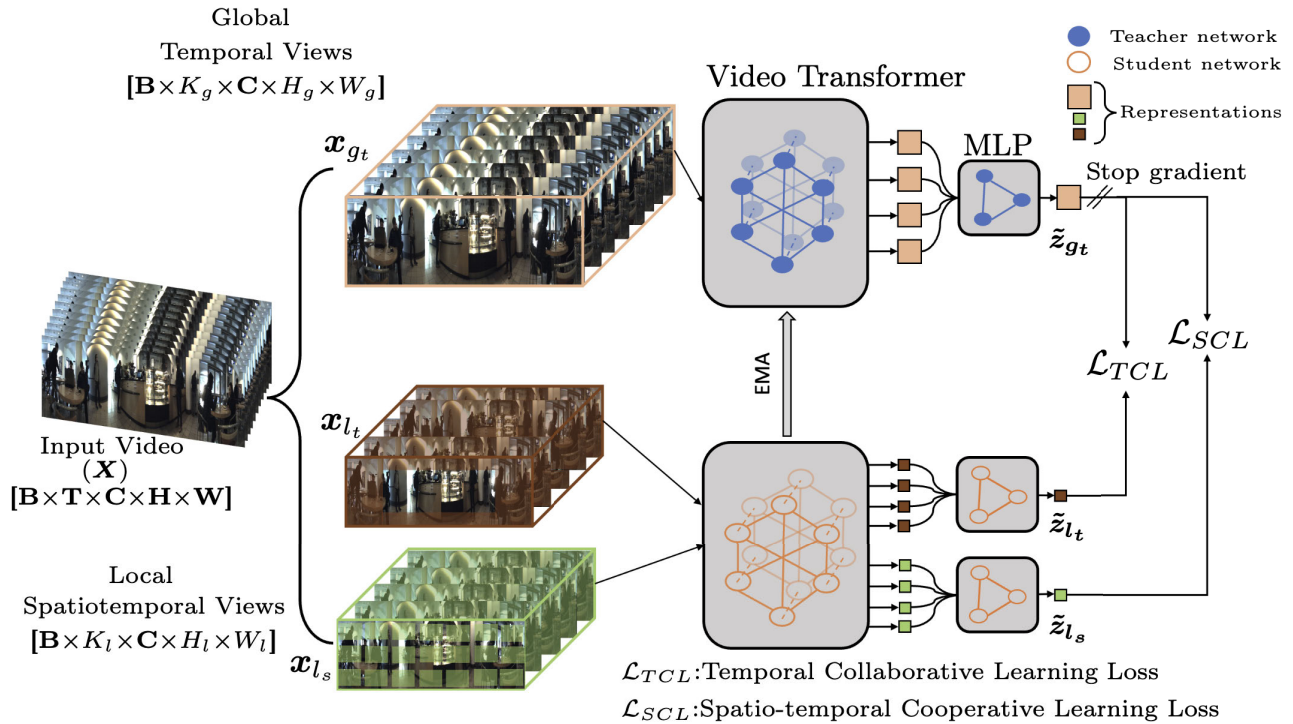 Global
Temporal Views
[B×K_g×C×H_g×W_g]
x_{g_t}
Video Transformer
Teacher network
Student network
Representations
MLP
Stop gradient
z̃_{g_t}
Input Video
(X)
[B×T×C×H×W]
EMA
ℒ_{SCL}
ℒ_{TCL}
x_{l_t}
z̃_{l_t}
Local
Spatiotemporal Views
[B×K_l×C×H_l×W_l]
x_{l_s}
z̃_{l_s}
ℒ_{TCL}:Temporal Collaborative Learning Loss
ℒ_{SCL}:Spatio-temporal Cooperative Learning Loss